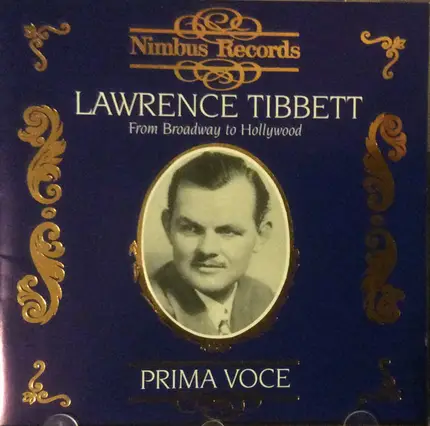 Nimbus Records
LAWRENCE TIBBETT
From Broadway to Hollywood
PRIMA VOCE